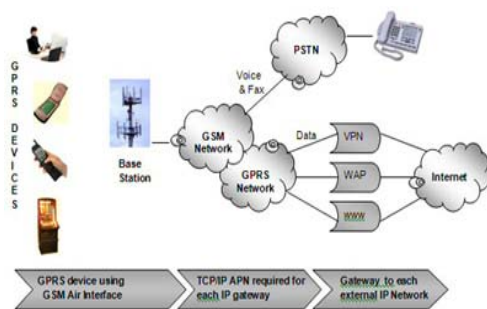 GPRS DEVICES
Base
Station
GSM
Network
Voice
& Fax
PSTN
Data
GPRS
Network
VPN
WAP
www
Internet
GPRS device using
GSM Air Interface
TCP/IP APN required for
each IP gateway
Gateway to each
external IP Network